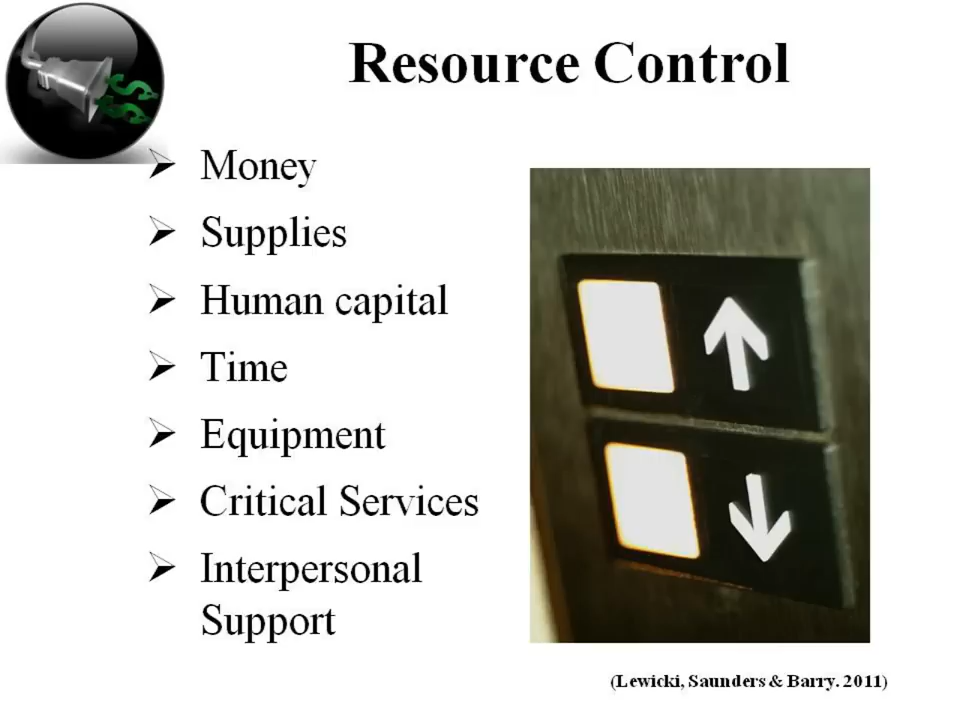 Resource Control
Money
Supplies
Human capital
Time
Equipment
Critical Services
Interpersonal
Support
(Lewicki, Saunders & Barry. 2011)